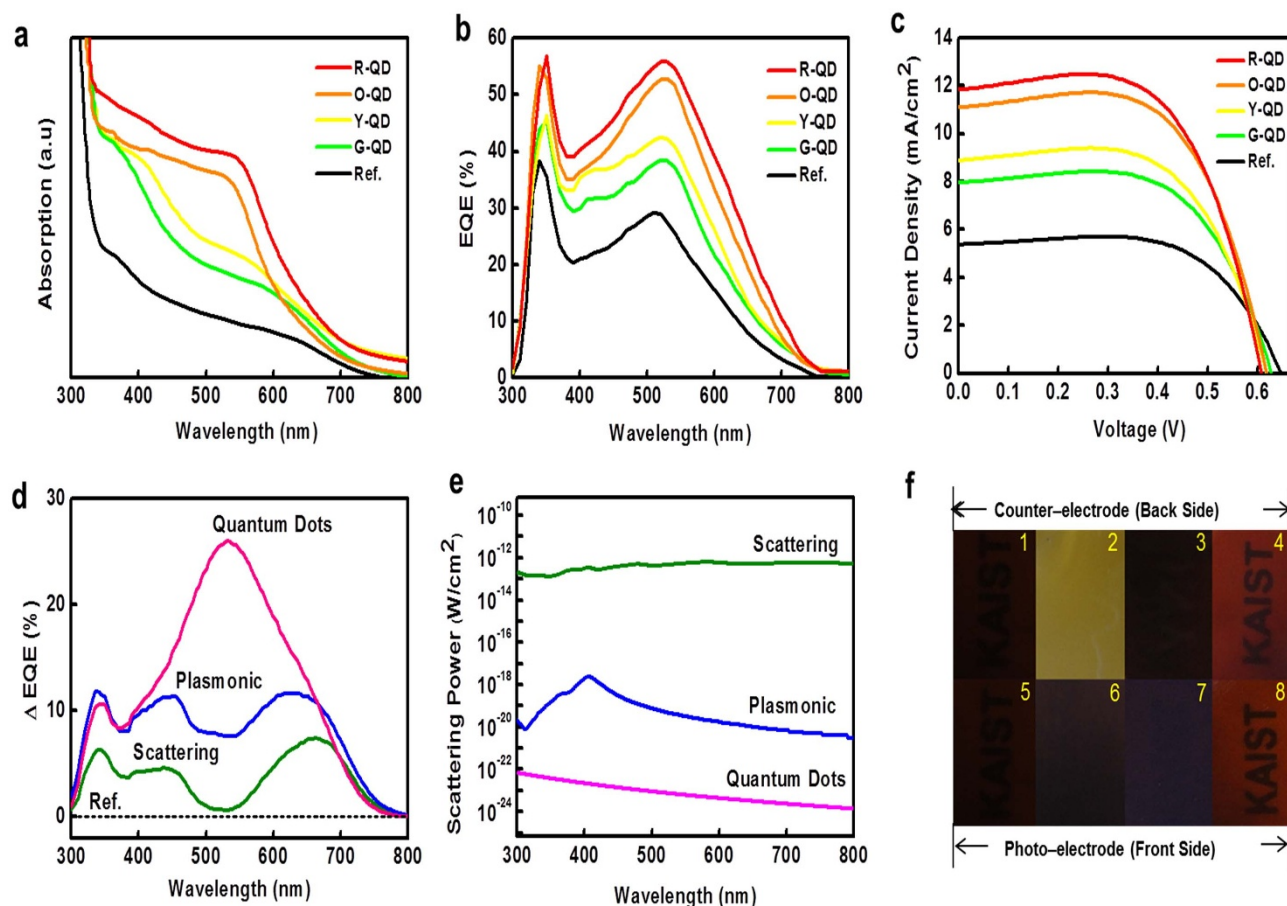 a
Absorption (a.u)
R-QD
O-QD
Y-QD
G-QD
Ref.
300 400 500 600 700 800
Wavelength (nm)
b
EQE (%)
60
50
40
30
20
10
0
R-QD
O-QD
Y-QD
G-QD
Ref.
300 400 500 600 700 800
Wavelength (nm)
c
Current Density (mA/cm²)
14
12
10
8
6
4
2
0
R-QD
O-QD
Y-QD
G-QD
Ref.
0.0 0.1 0.2 0.3 0.4 0.5 0.6
Voltage (V)
d
Δ EQE (%)
30
20
10
0
Quantum Dots
Plasmonic
Scattering
Ref.
300 400 500 600 700 800
Wavelength (nm)
e
Scattering Power (W/cm²)
10⁻¹⁰
10⁻¹²
10⁻¹⁴
10⁻¹⁸
10⁻²⁰
10⁻²²
10⁻²⁴
Scattering
Plasmonic
Quantum Dots
300 400 500 600 700 800
Wavelength (nm)
f
Counter–electrode (Back Side)
1 2 3 4
KAIST KAIST
5 6 7 8
KAIST KAIST
Photo–electrode (Front Side)